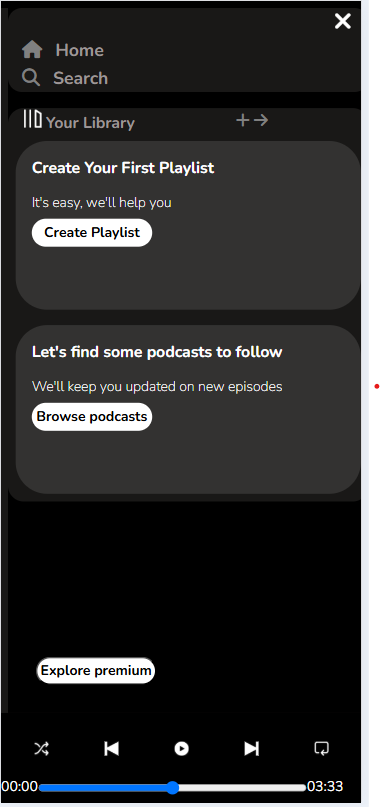 Home
Search
Your Library
Create Your First Playlist
It's easy, we'll help you
Create Playlist
Let's find some podcasts to follow
We'll keep you updated on new episodes
Browse podcasts
Explore premium
00:00 03:33